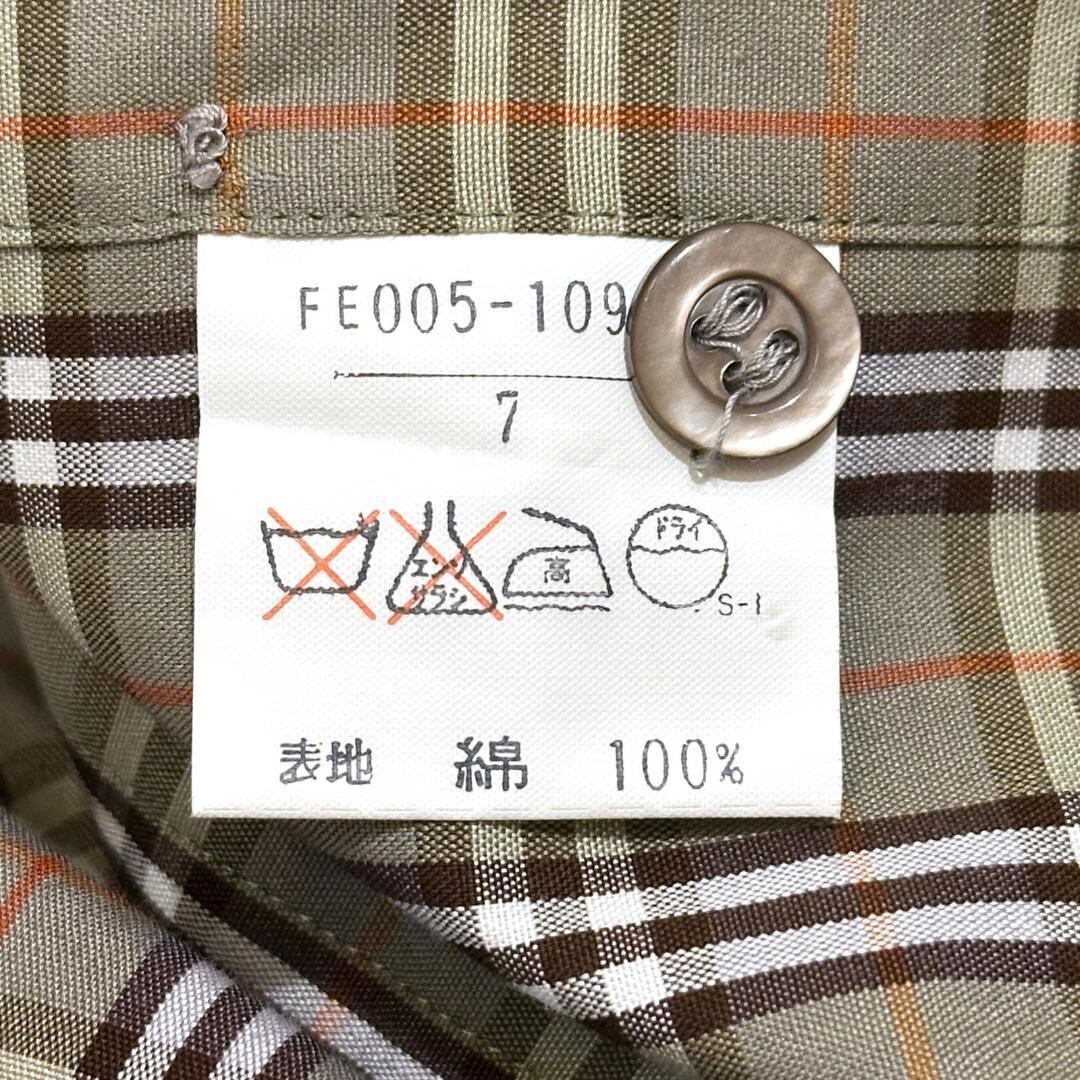 FE005-109
7
エンソ
サラシ
高
ドライ
S-1
表地 綿 100%